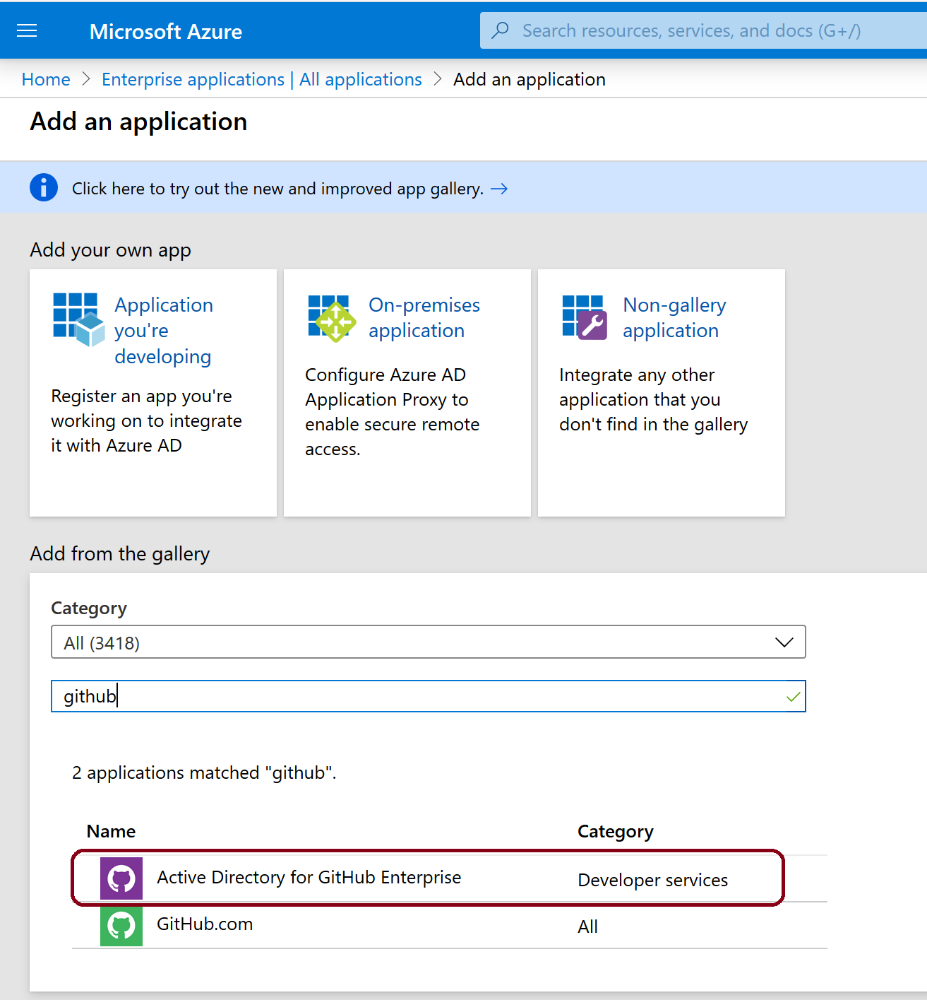 Microsoft Azure
Search resources, services, and docs (G+/)
Home > Enterprise applications | All applications > Add an application
Add an application
Click here to try out the new and improved app gallery. →
Add your own app
Application
you're
developing
Register an app you're
working on to integrate
it with Azure AD
On-premises
application
Configure Azure AD
Application Proxy to
enable secure remote
access.
Non-gallery
application
Integrate any other
application that you
don't find in the gallery
Add from the gallery
Category
All (3418)
github
2 applications matched "github".
Name Category
Active Directory for GitHub Enterprise Developer services
GitHub.com All